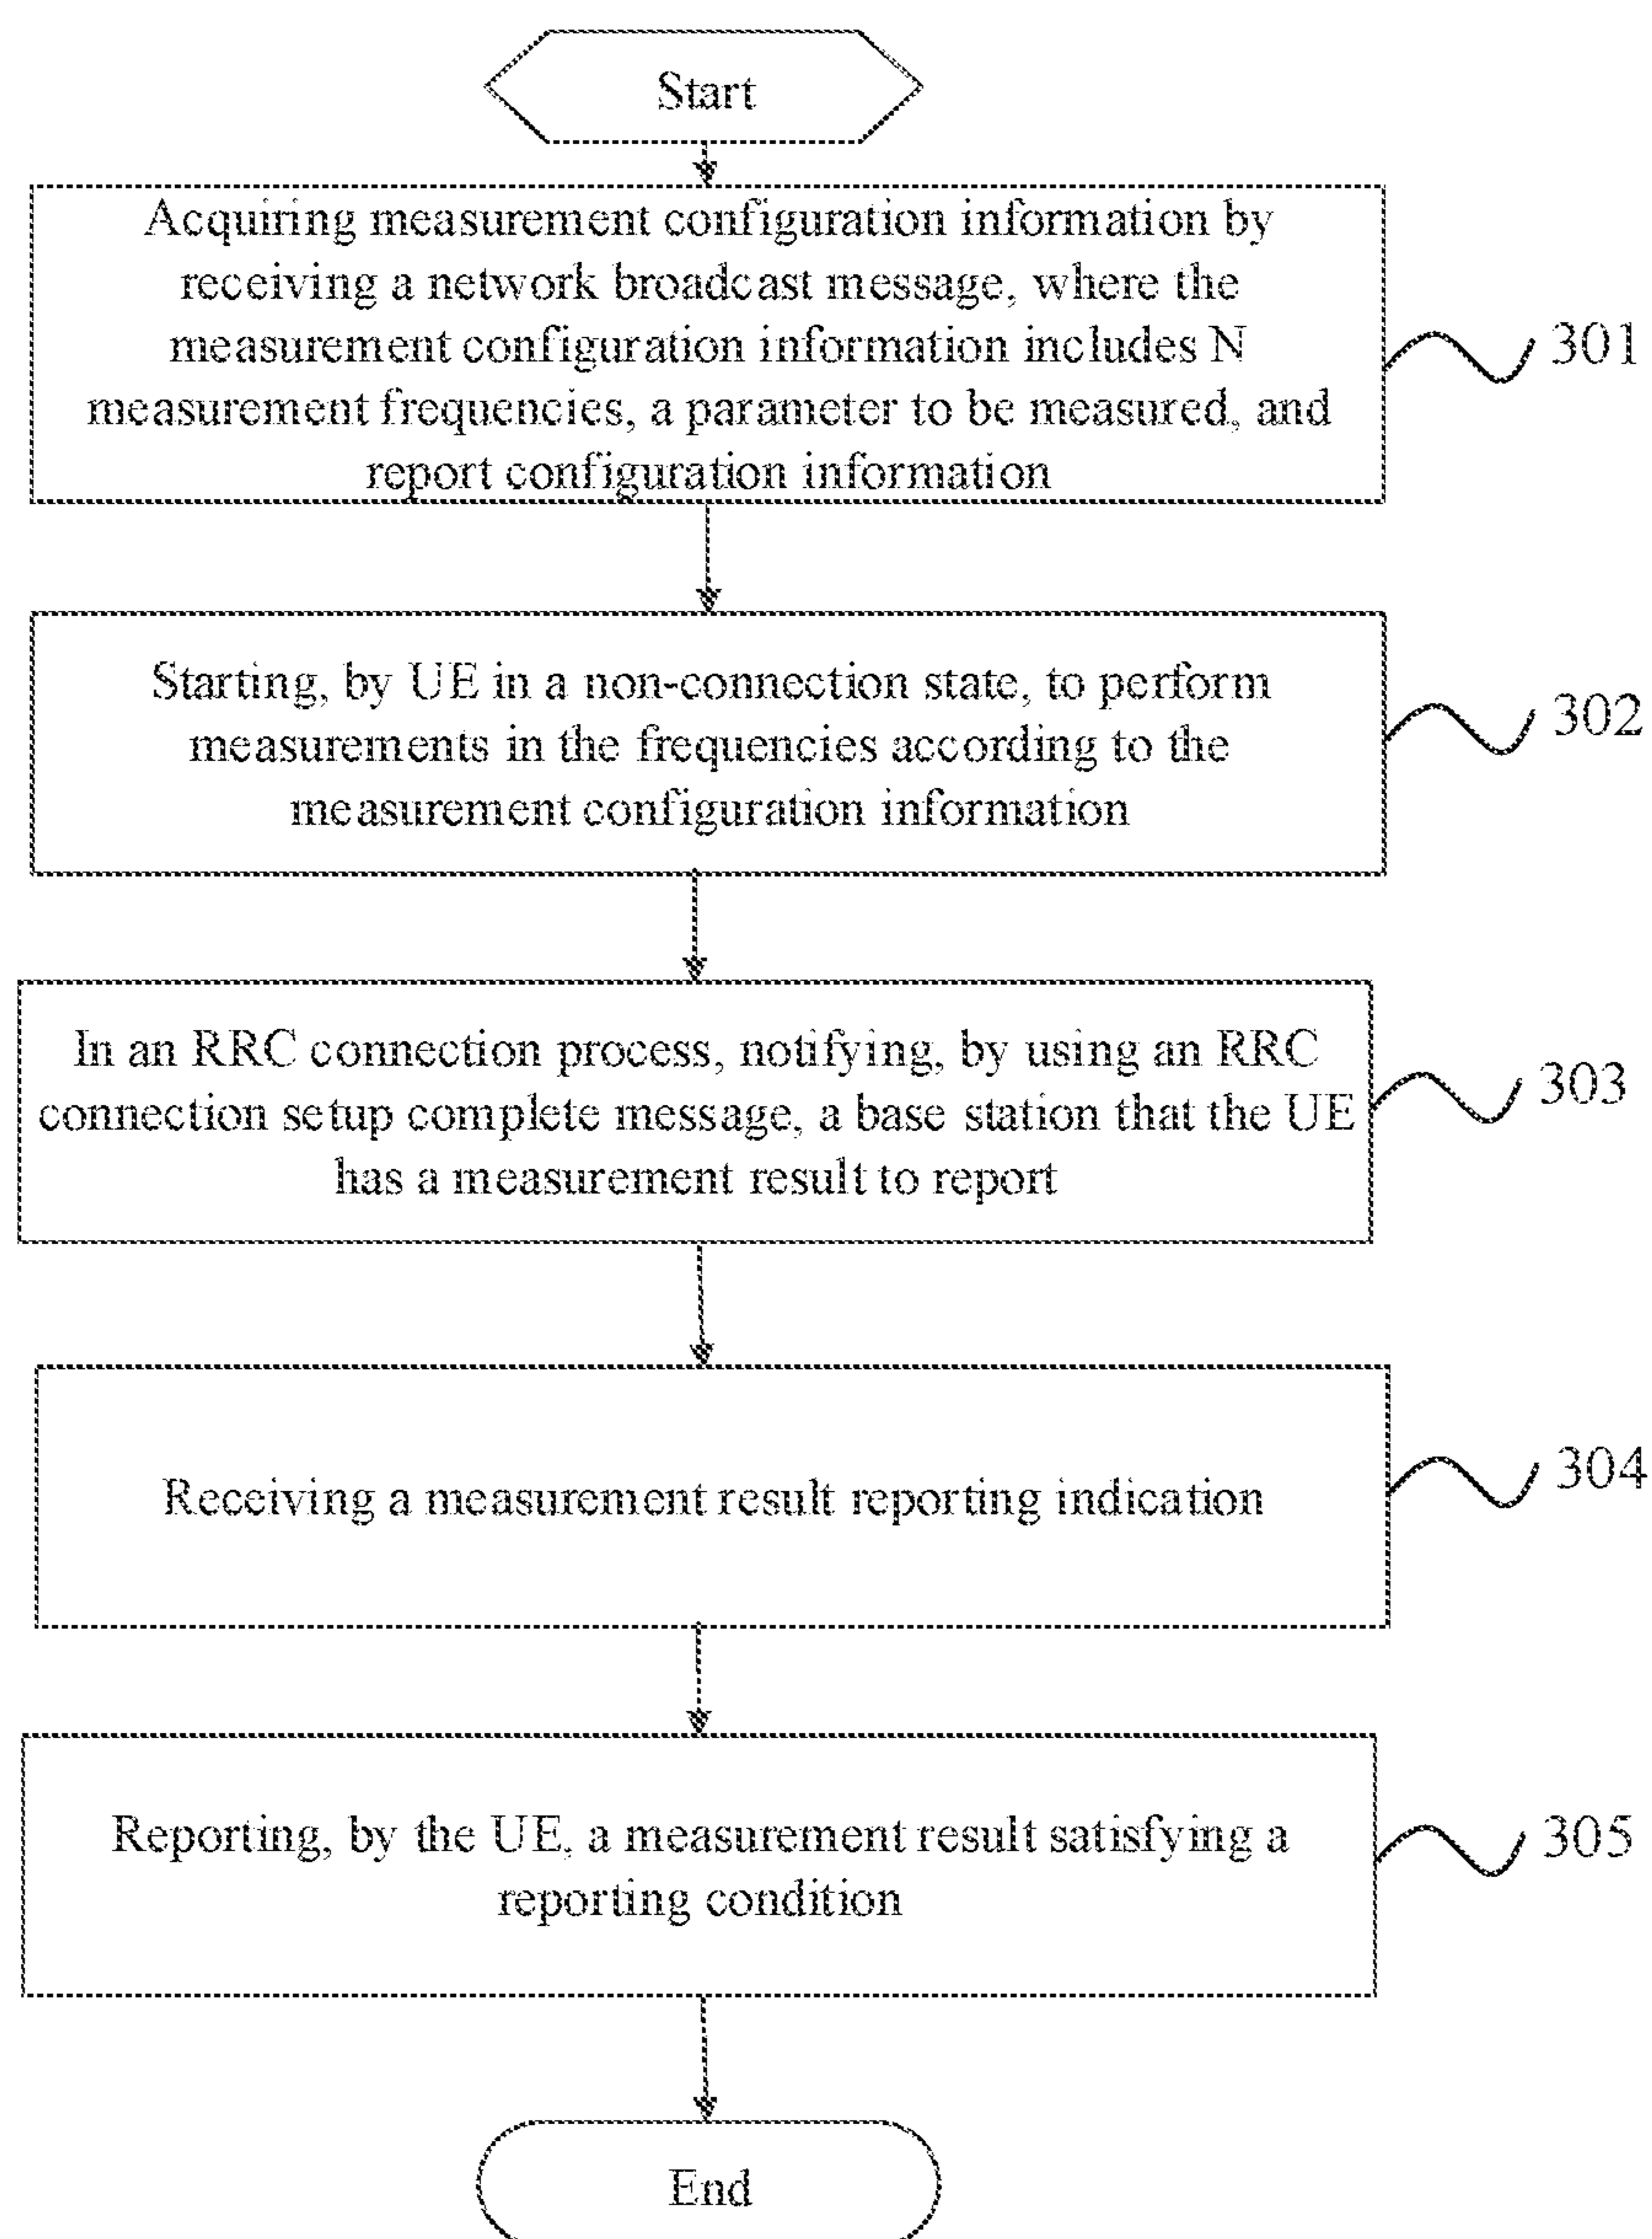 Start
Acquiring measurement configuration information by
receiving a network broadcast message, where the
measurement configuration information includes N
measurement frequencies, a parameter to be measured, and
report configuration information
301
Starting, by UE in a non-connection state, to perform
measurements in the frequencies according to the
measurement configuration information
302
In an RRC connection process, notifying, by using an RRC
connection setup complete message, a base station that the UE
has a measurement result to report
303
Receiving a measurement result reporting indication
304
Reporting, by the UE, a measurement result satisfying a
reporting condition
305
End